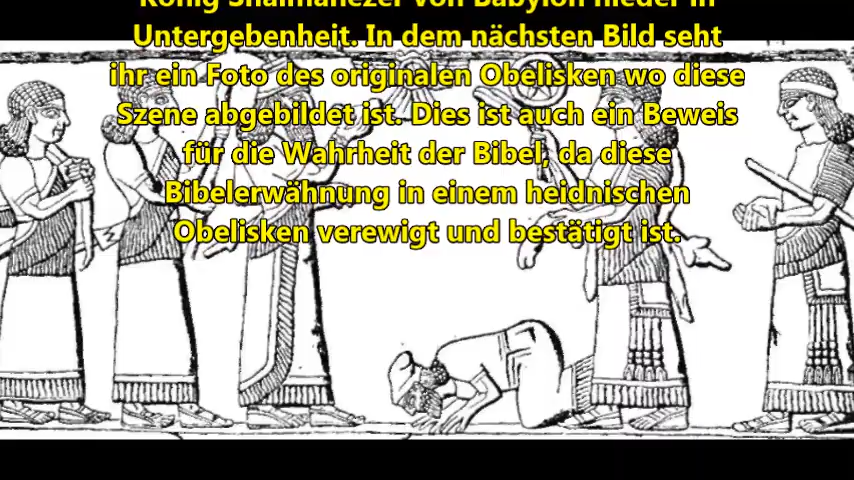 König Shalmanezer von Babylon nieder in
Untergebenheit. In dem nächsten Bild seht
ihr ein Foto des originalen Obelisken wo diese
Szene abgebildet ist. Dies ist auch ein Beweis
für die Wahrheit der Bibel, da diese
Bibelerwähnung in einem heidnischen
Obelisken verewigt und bestätigt ist.